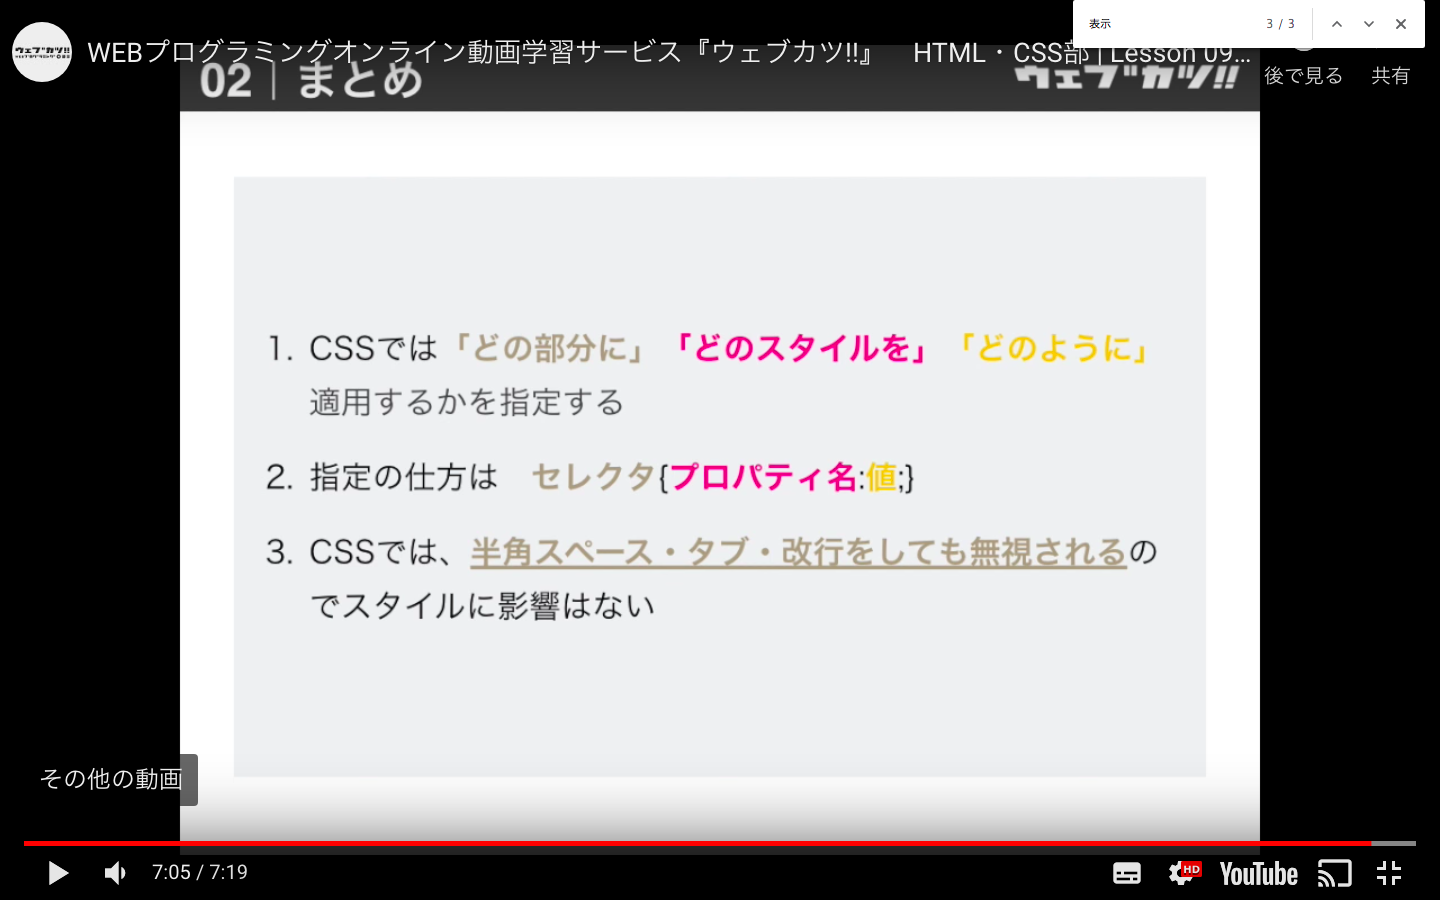 表示 3 / 3
WEBプログラミングオンライン動画学習サービス『ウェブカツ!!』 HTML・CSS部 | Lesson 09...
後で見る 共有
02 | まとめ
ウェブカツ!!
1. CSSでは「どの部分に」「どのスタイルを」「どのように」
適用するかを指定する
2. 指定の仕方は セレクタ{プロパティ名:値;}
3. CSSでは、半角スペース・タブ・改行をしても無視されるの
でスタイルに影響はない
その他の動画
7:05 / 7:19
HD
YouTube